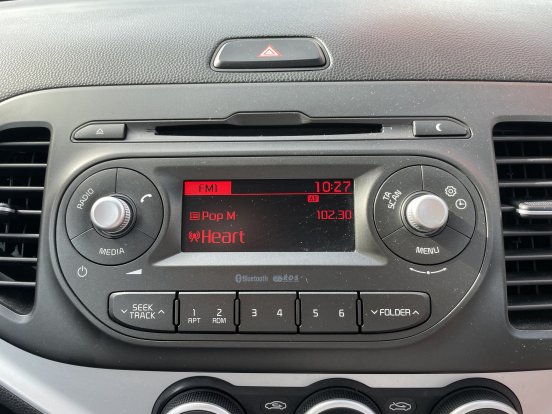 FM1 10:27
AF
Pop M 102.30
Heart
RADIO
MEDIA
TA
SCAN
MENU
Bluetooth RDS
SEEK
TRACK
1 2 3 4 5 6
RPT RDM
FOLDER